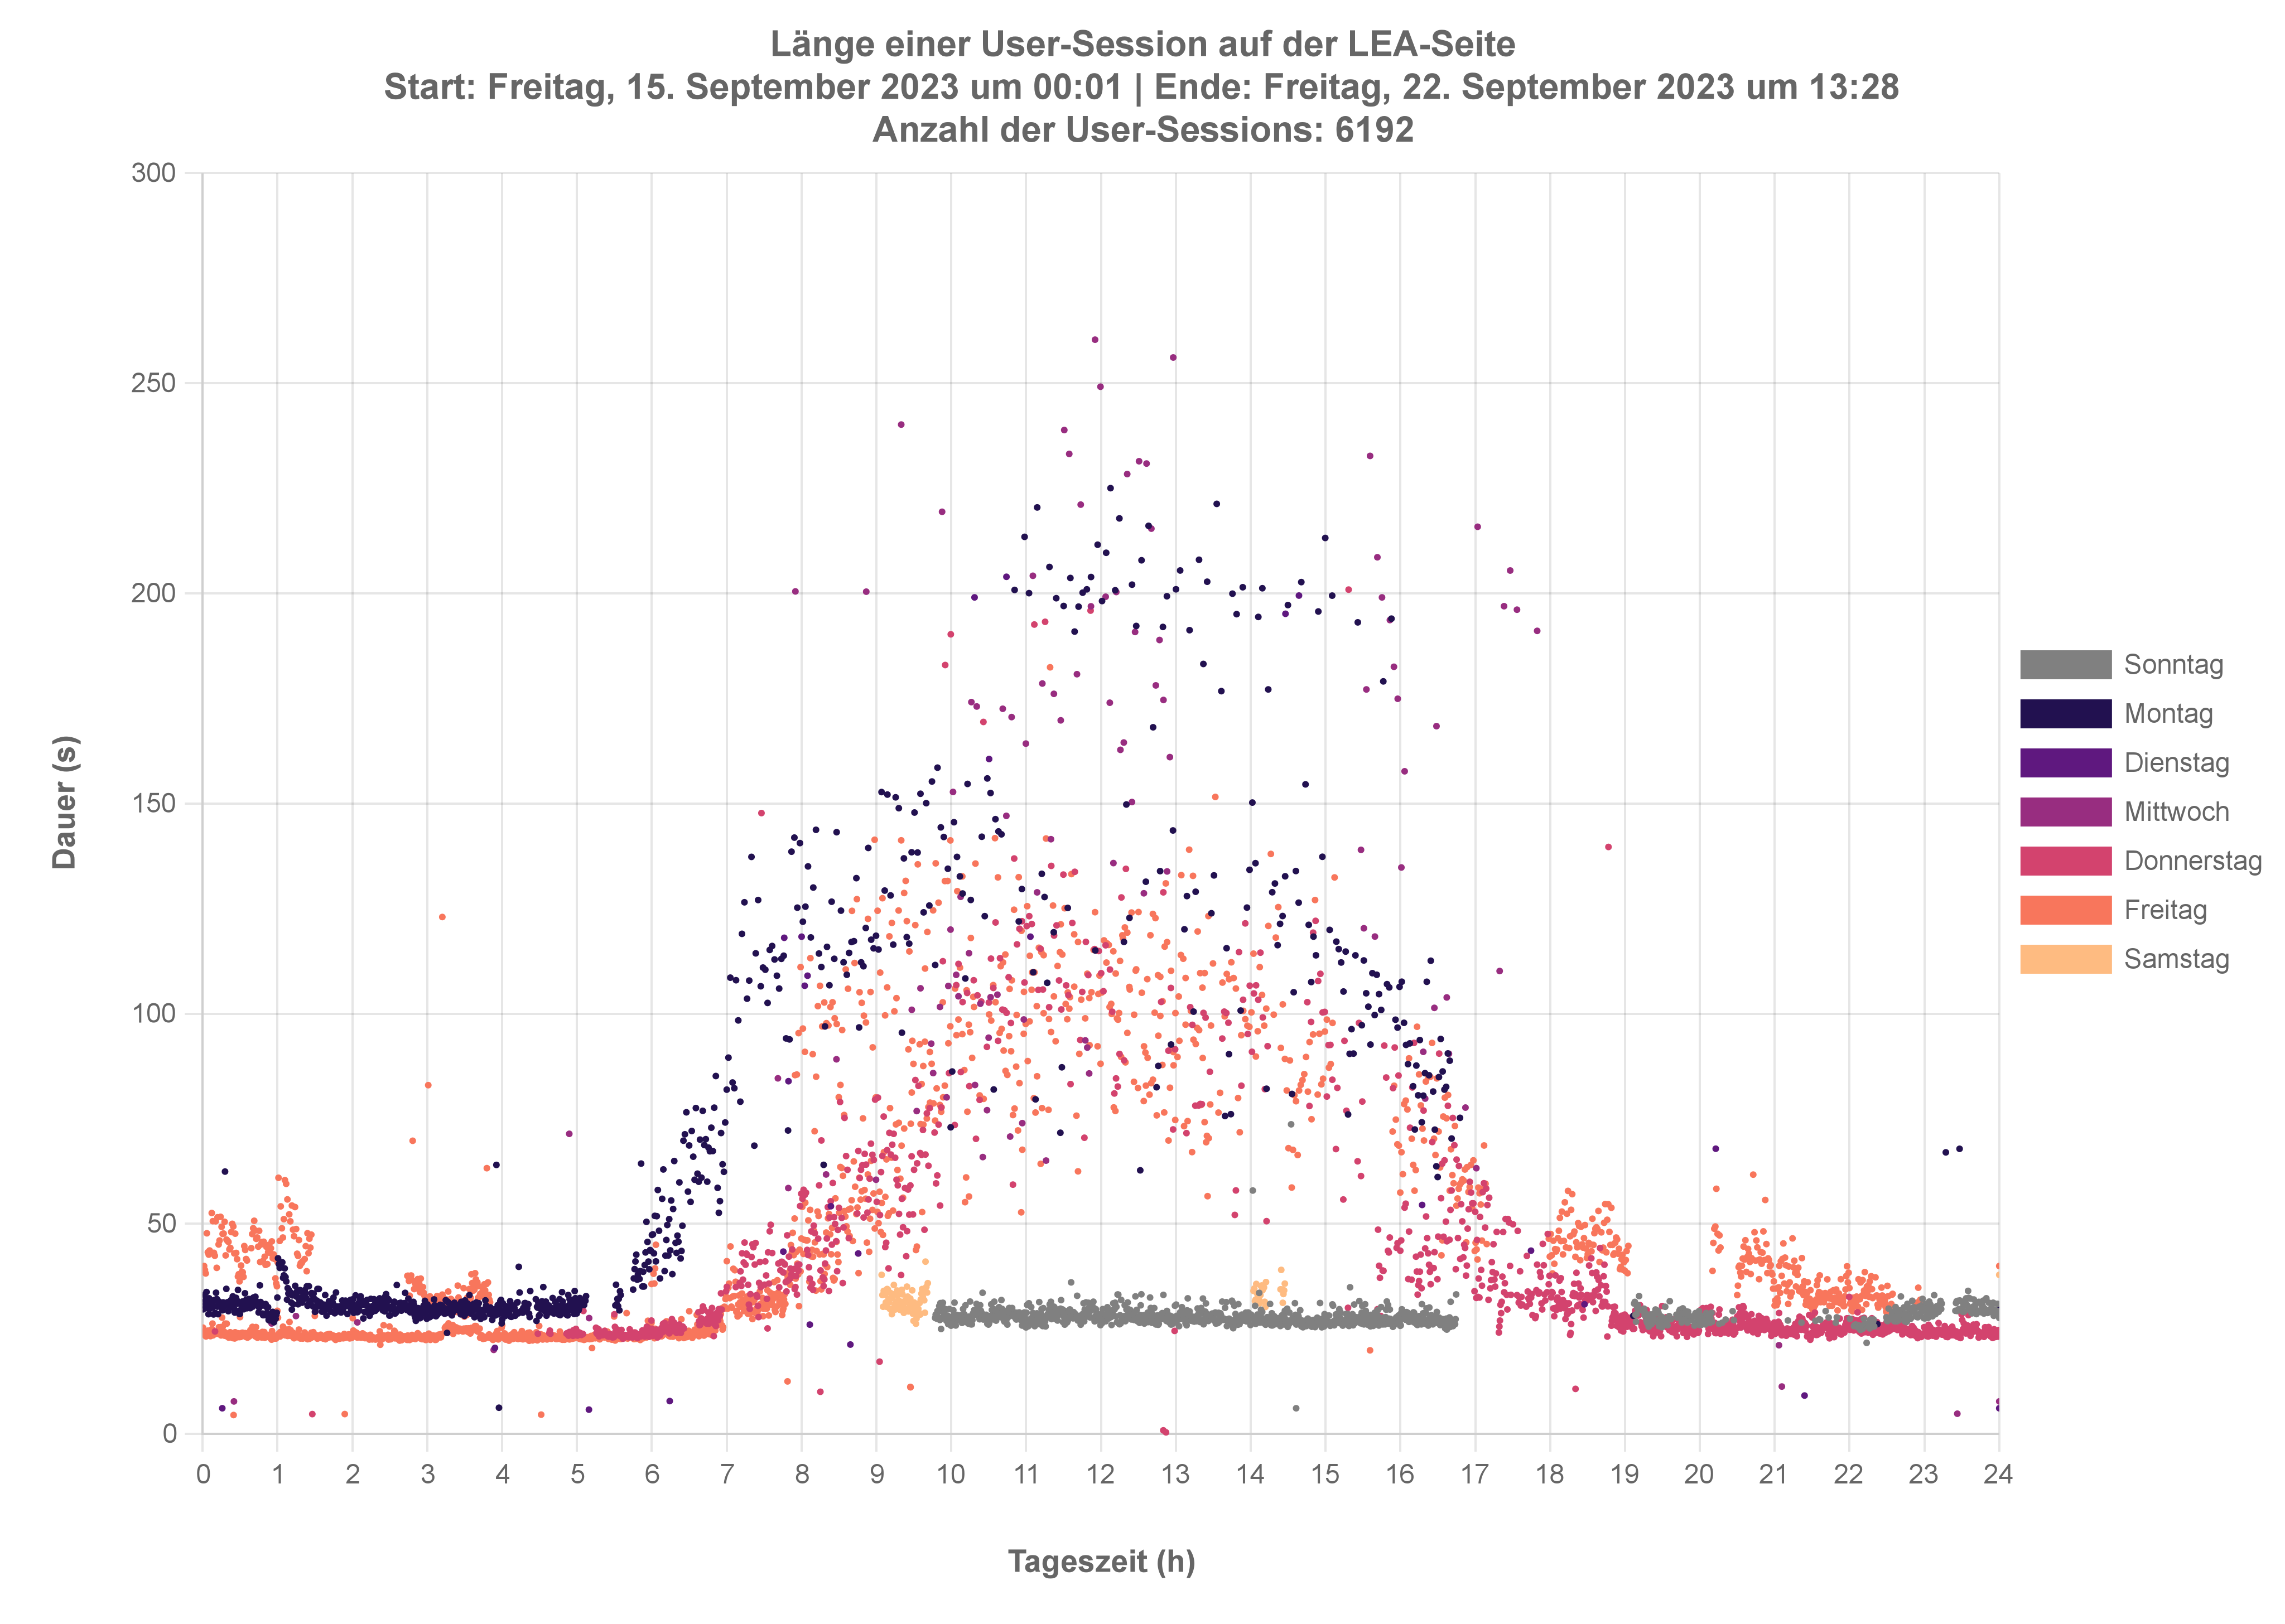 Länge einer User-Session auf der LEA-Seite
Start: Freitag, 15. September 2023 um 00:01 | Ende: Freitag, 22. September 2023 um 13:28
Anzahl der User-Sessions: 6192
300
250
200
150
100
50
0
Dauer (s)
0 1 2 3 4 5 6 7 8 9 10 11 12 13 14 15 16 17 18 19 20 21 22 23 24
Tageszeit (h)
Sonntag
Montag
Dienstag
Mittwoch
Donnerstag
Freitag
Samstag